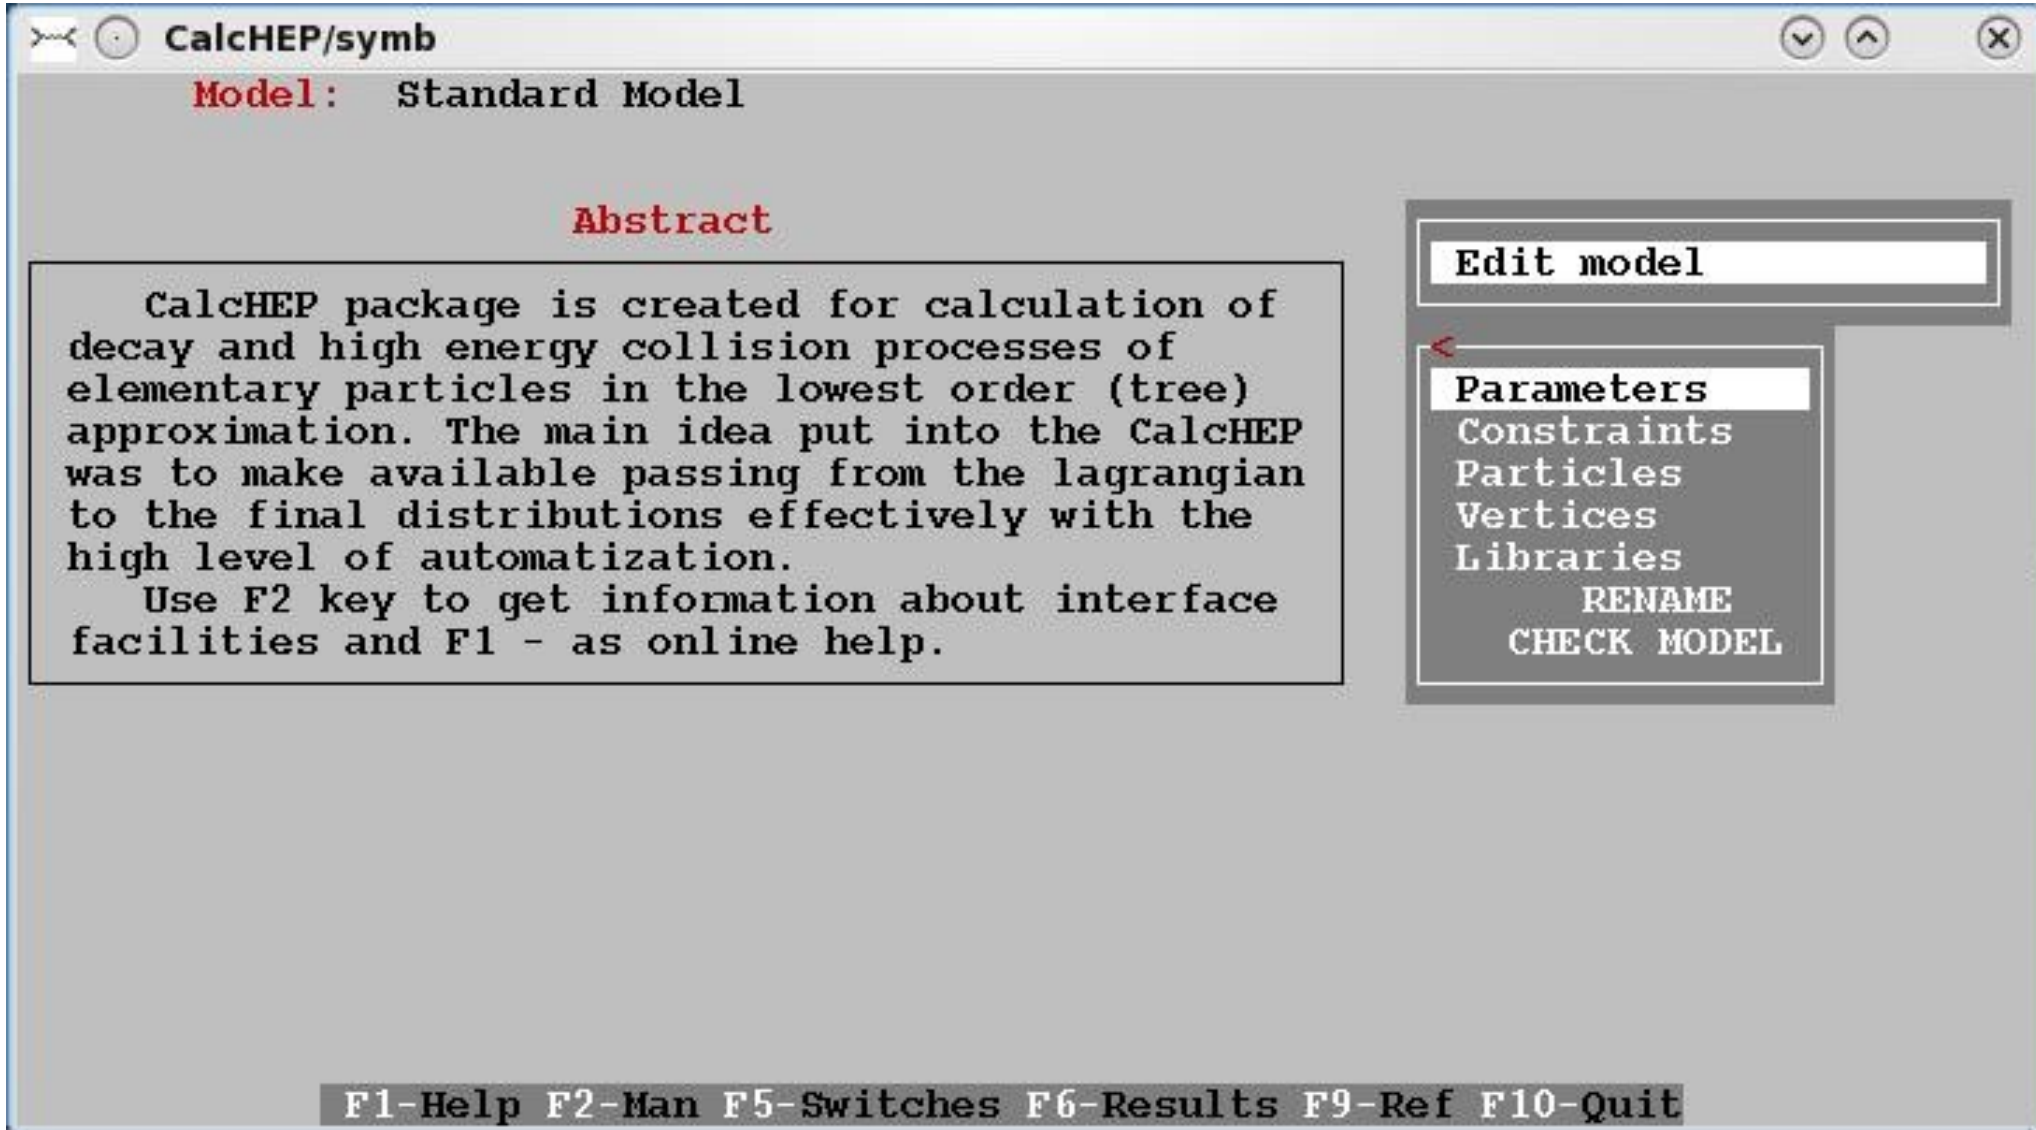 CalcHEP/symb
Model: Standard Model
Abstract
CalcHEP package is created for calculation of
decay and high energy collision processes of
elementary particles in the lowest order (tree)
approximation. The main idea put into the CalcHEP
was to make available passing from the lagrangian
to the final distributions effectively with the
high level of automatization.
Use F2 key to get information about interface
facilities and F1 - as online help.
Edit model
<
Parameters
Constraints
Particles
Vertices
Libraries
RENAME
CHECK MODEL
F1-Help F2-Man F5-Switches F6-Results F9-Ref F10-Quit